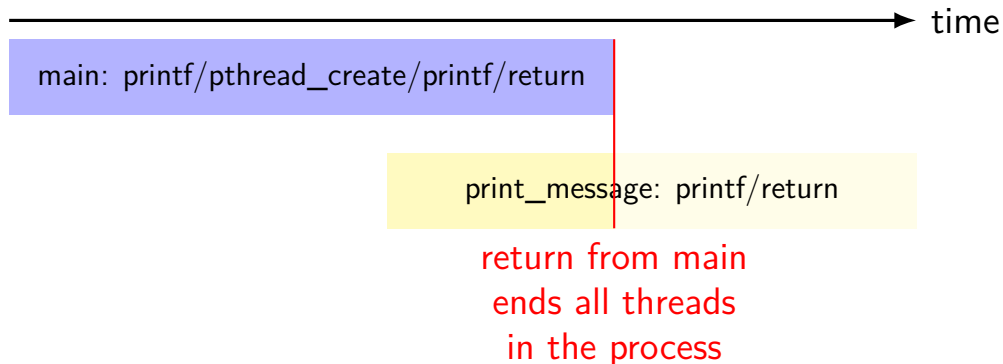 time
main: printf/pthread_create/printf/return
print_message: printf/return
return from main
ends all threads
in the process